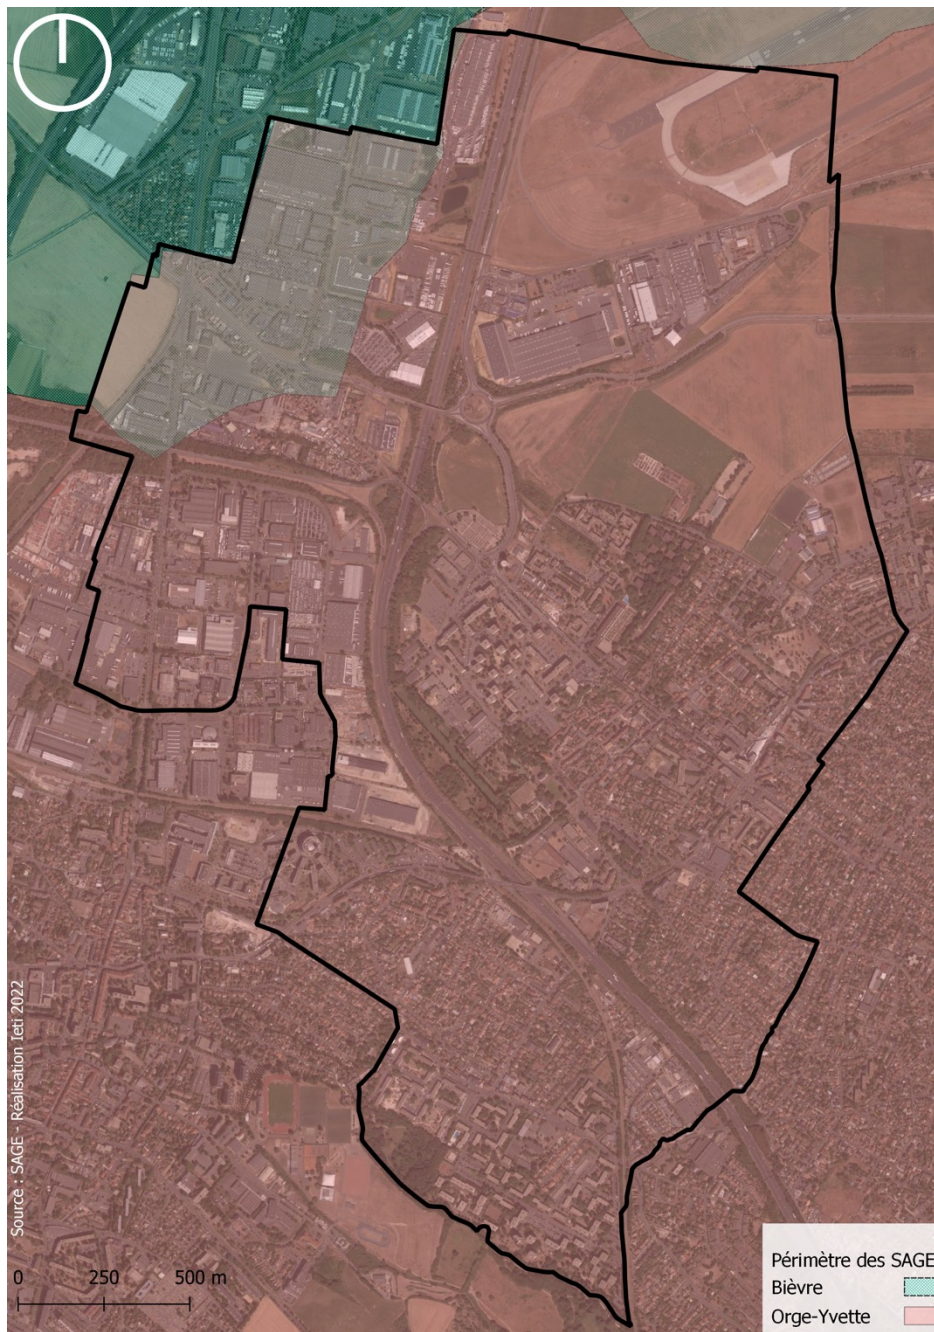 Source : SAGE - Réalisation Ieti 2022
0 250 500 m
Périmètre des SAGE
Bièvre
Orge-Yvette